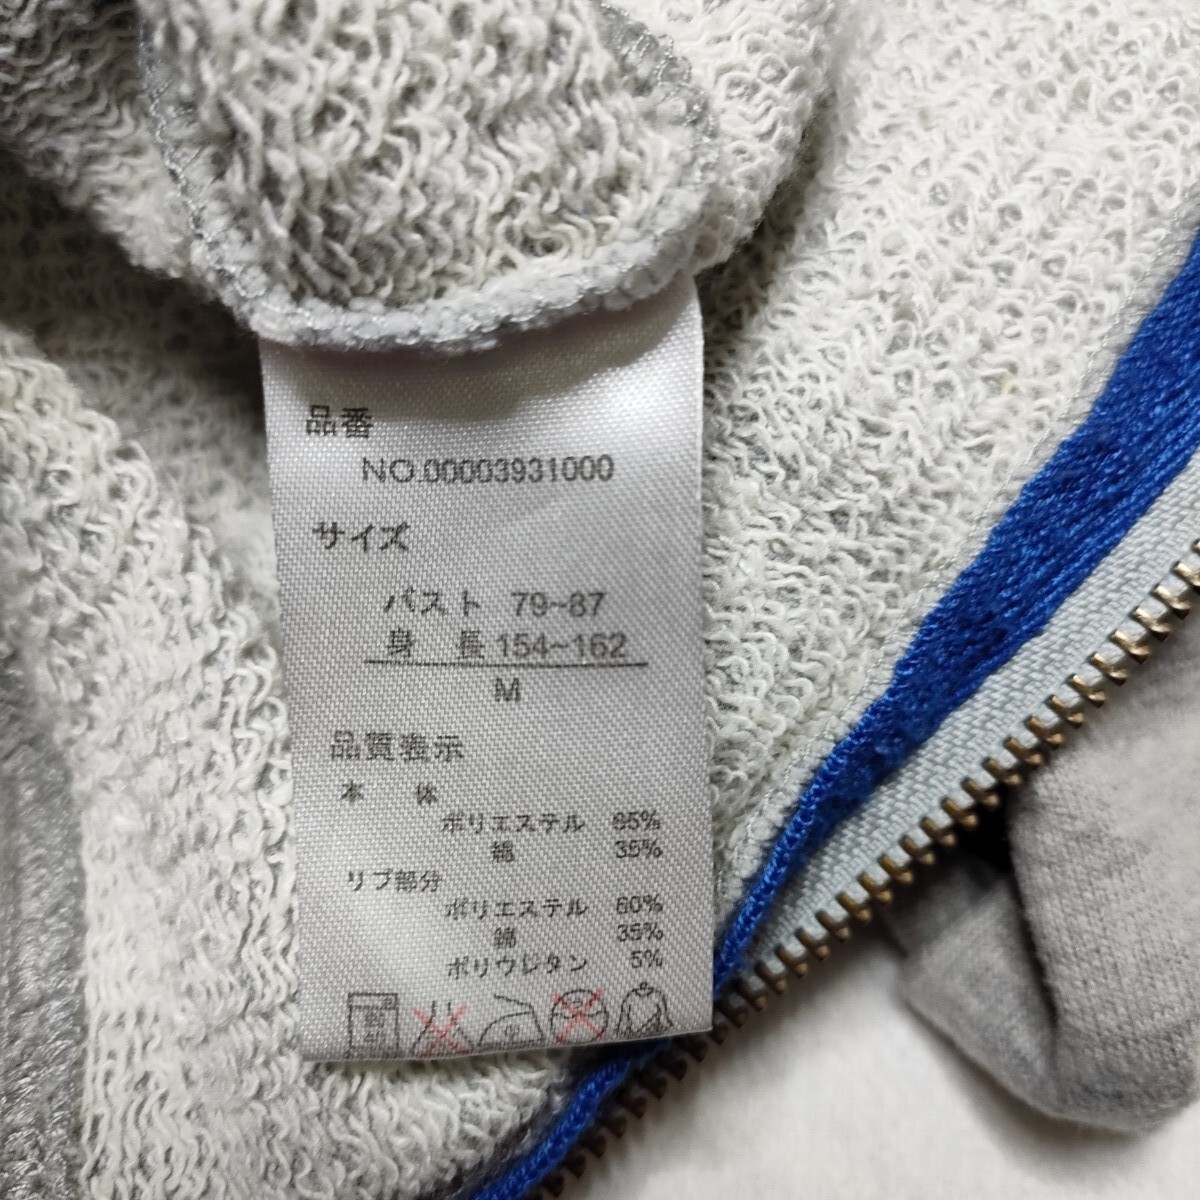 品番
NO.00003931000
サイズ
バスト 79~87
身 長 154~162
M
品質表示
本 体
ポリエステル 65%
綿 35%
リブ部分
ポリエステル 60%
綿 35%
ポリウレタン 5%